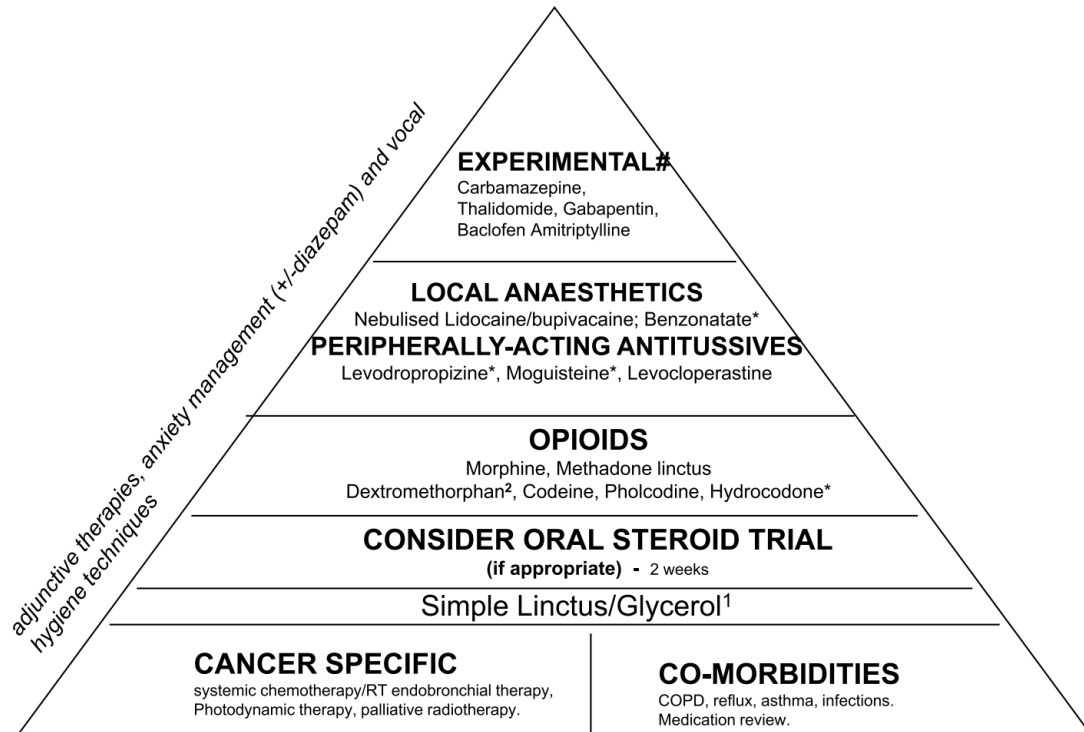 adjunctive therapies, anxiety management (+/-diazepam) and vocal
hygiene techniques
EXPERIMENTAL#
Carbamazepine,
Thalidomide, Gabapentin,
Baclofen Amitriptylline
LOCAL ANAESTHETICS
Nebulised Lidocaine/bupivacaine; Benzonatate*
PERIPHERALLY-ACTING ANTITUSSIVES
Levodropropizine*, Moguisteine*, Levocloperastine
OPIOIDS
Morphine, Methadone linctus
Dextromethorphan², Codeine, Pholcodine, Hydrocodone*
CONSIDER ORAL STEROID TRIAL
(if appropriate) - 2 weeks
Simple Linctus/Glycerol¹
CANCER SPECIFIC
systemic chemotherapy/RT endobronchial therapy,
Photodynamic therapy, palliative radiotherapy.
CO-MORBIDITIES
COPD, reflux, asthma, infections.
Medication review.